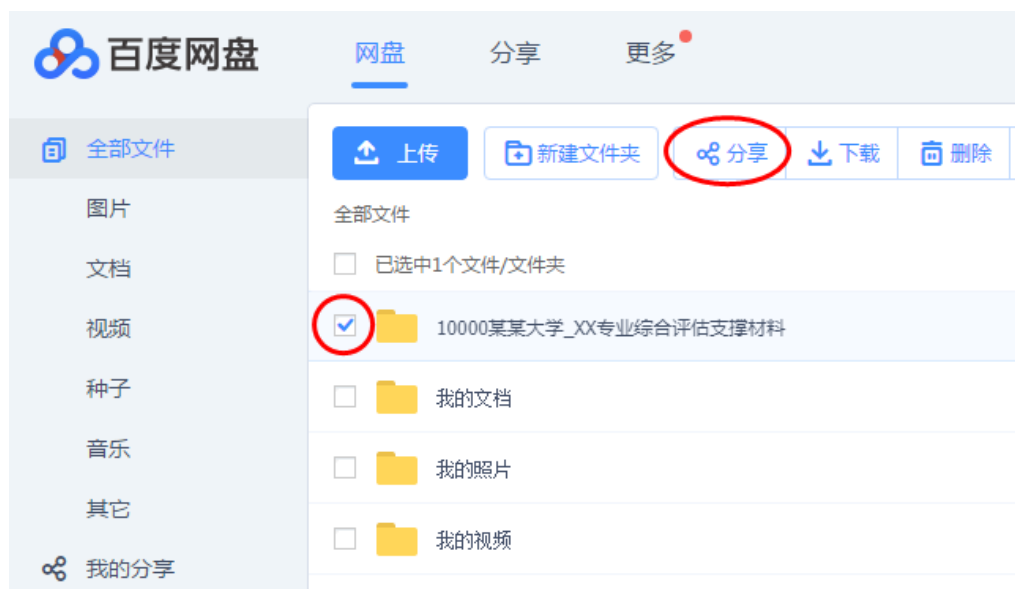 百度网盘 网盘 分享 更多
全部文件
图片
文档
视频
种子
音乐
其它
我的分享
上传 新建文件夹 分享 下载 删除
全部文件
已选中1个文件/文件夹
10000某某大学_XX专业综合评估支撑材料
我的文档
我的照片
我的视频